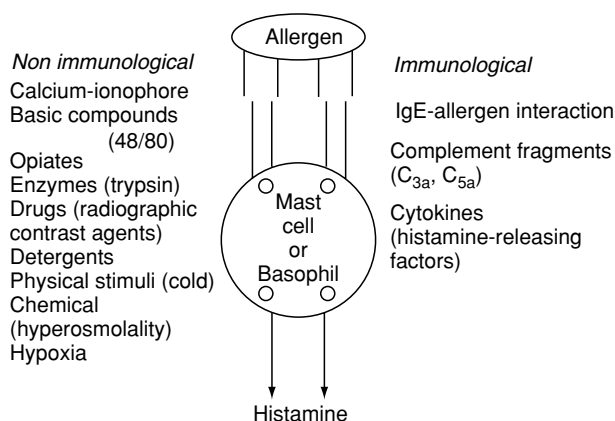 Allergen
Non immunological
Calcium-ionophore
Basic compounds
(48/80)
Opiates
Enzymes (trypsin)
Drugs (radiographic
contrast agents)
Detergents
Physical stimuli (cold)
Chemical
(hyperosmolality)
Hypoxia
Mast
cell
or
Basophil
Immunological
IgE-allergen interaction
Complement fragments
(C3a, C5a)
Cytokines
(histamine-releasing
factors)
Histamine